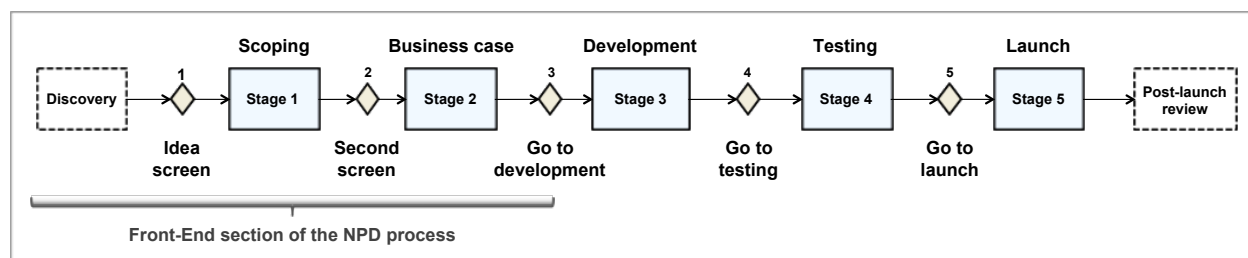 Scoping
Business case
Development
Testing
Launch
1
2
3
4
5
Discovery
Stage 1
Stage 2
Stage 3
Stage 4
Stage 5
Post-launch
review
Idea
screen
Second
screen
Go to
development
Go to
testing
Go to
launch
Front-End section of the NPD process